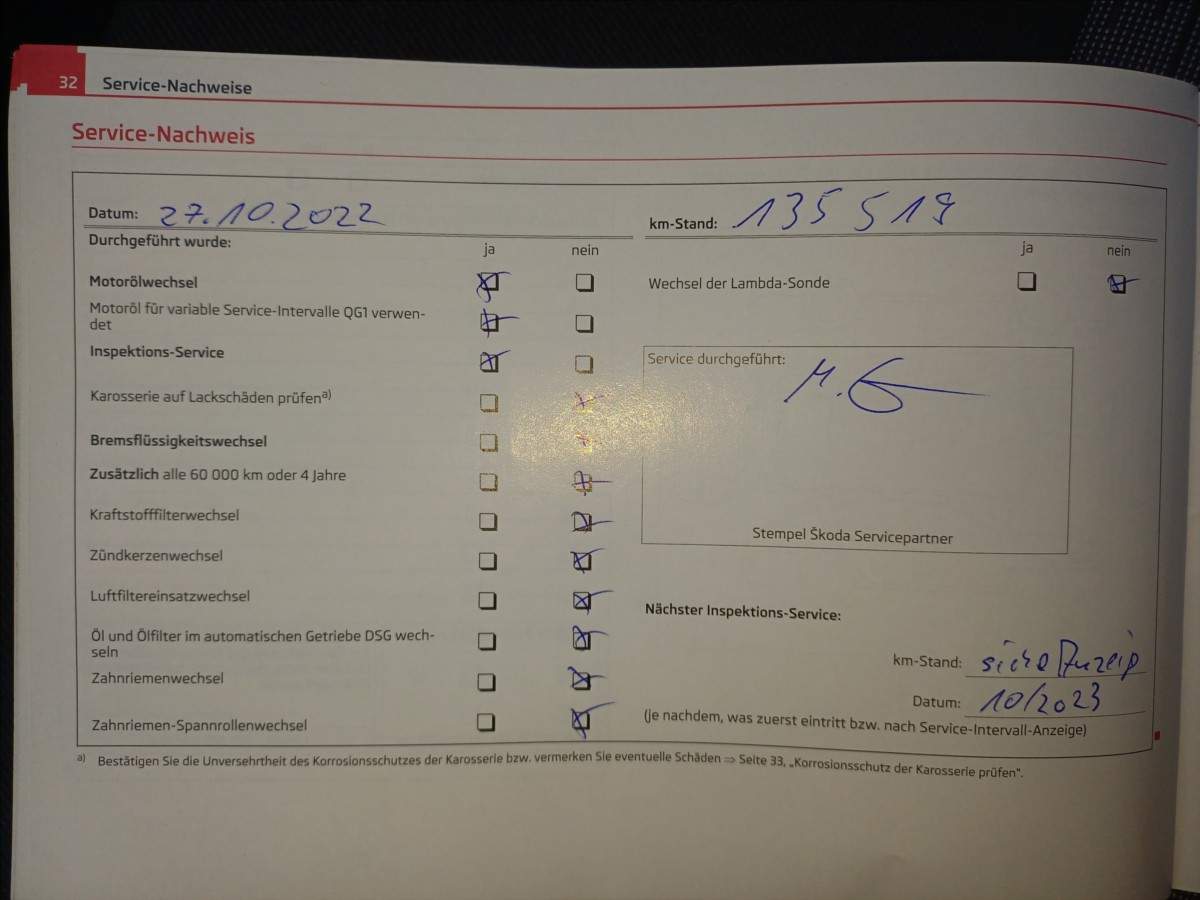 32 Service-Nachweise
Service-Nachweis
Datum: 27.10.2022
km-Stand: 135 519
Durchgeführt wurde:
ja nein
ja nein
Motorölwechsel
Wechsel der Lambda-Sonde
Motoröl für variable Service-Intervalle QG1 verwen-
det
Inspektions-Service
Karosserie auf Lackschäden prüfen a)
Bremsflüssigkeitswechsel
Zusätzlich alle 60 000 km oder 4 Jahre
Kraftstofffilterwechsel
Zündkerzenwechsel
Luftfiltereinsatzwechsel
Öl und Ölfilter im automatischen Getriebe DSG wech-
seln
Zahnriemenwechsel
Zahnriemen-Spannrollenwechsel
Service durchgeführt:
Stempel Škoda Servicepartner
Nächster Inspektions-Service:
km-Stand: siehe Anzeig
Datum: 10/2023
(je nachdem, was zuerst eintritt bzw. nach Service-Intervall-Anzeige)
a) Bestätigen Sie die Unversehrtheit des Korrosionsschutzes der Karosserie bzw. vermerken Sie eventuelle Schäden ⇒ Seite 33, „Korrosionsschutz der Karosserie prüfen“.